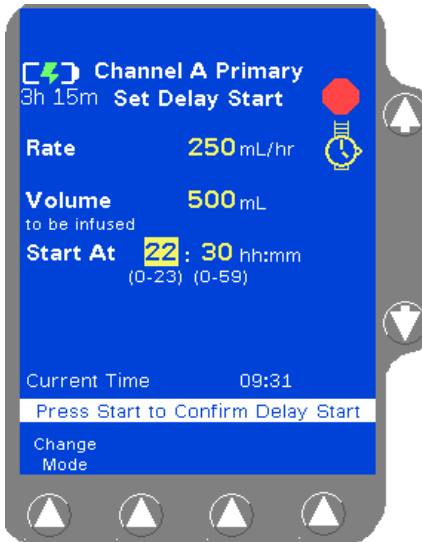 Channel A Primary
3h 15m Set Delay Start
Rate 250 mL/hr
Volume 500 mL
to be infused
Start At 22 : 30 hh:mm
(0-23) (0-59)
Current Time 09:31
Press Start to Confirm Delay Start
Change
Mode